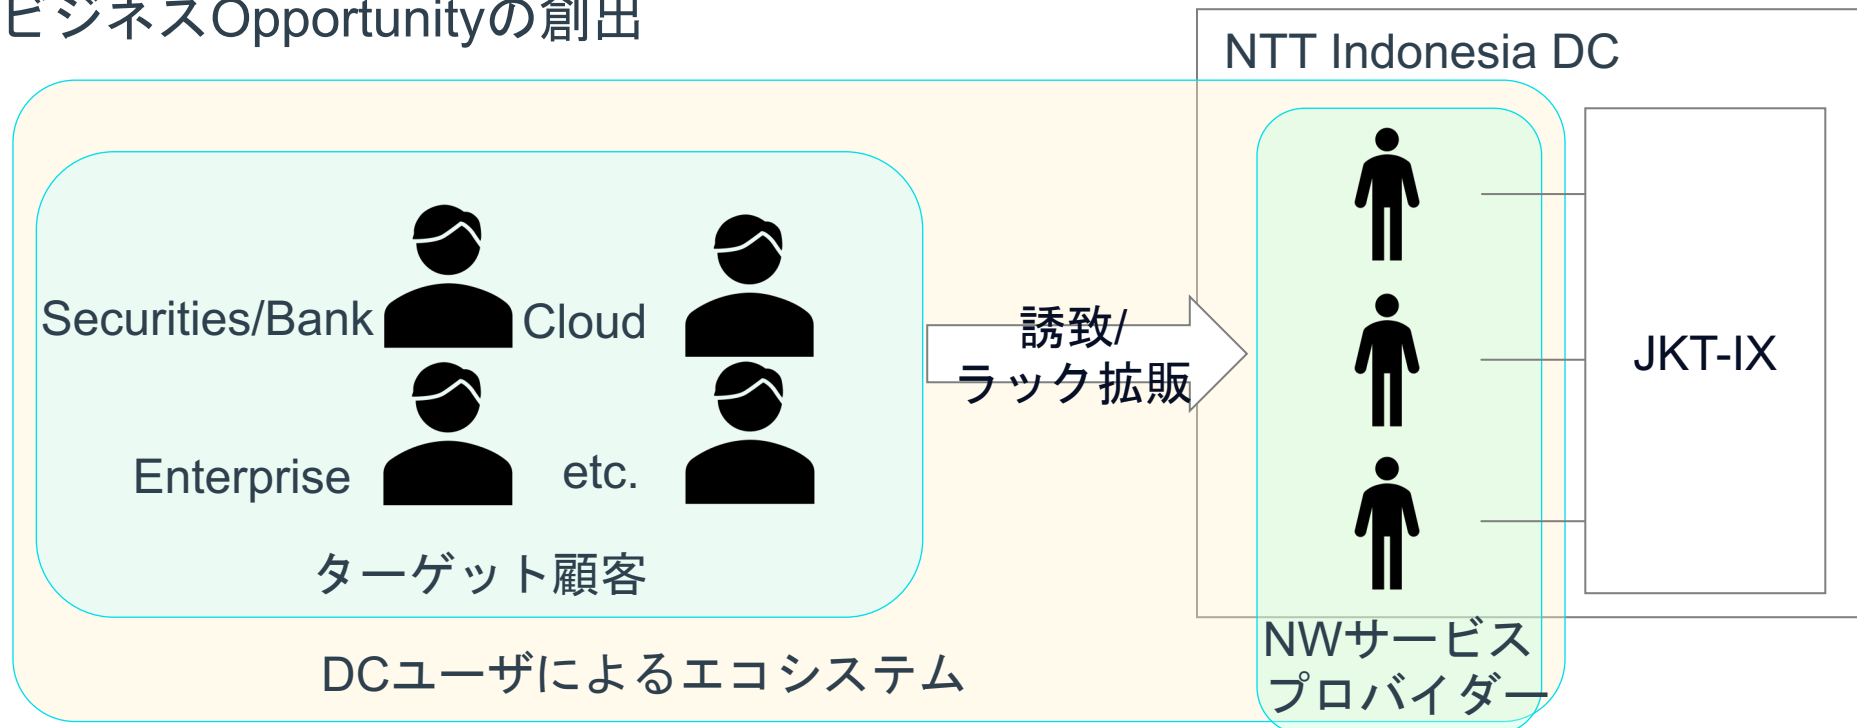 ビジネスOpportunityの創出
NTT Indonesia DC
Securities/Bank
Cloud
Enterprise
etc.
ターゲット顧客
誘致/
ラック拡販
JKT-IX
NWサービス
プロバイダー
DCユーザによるエコシステム